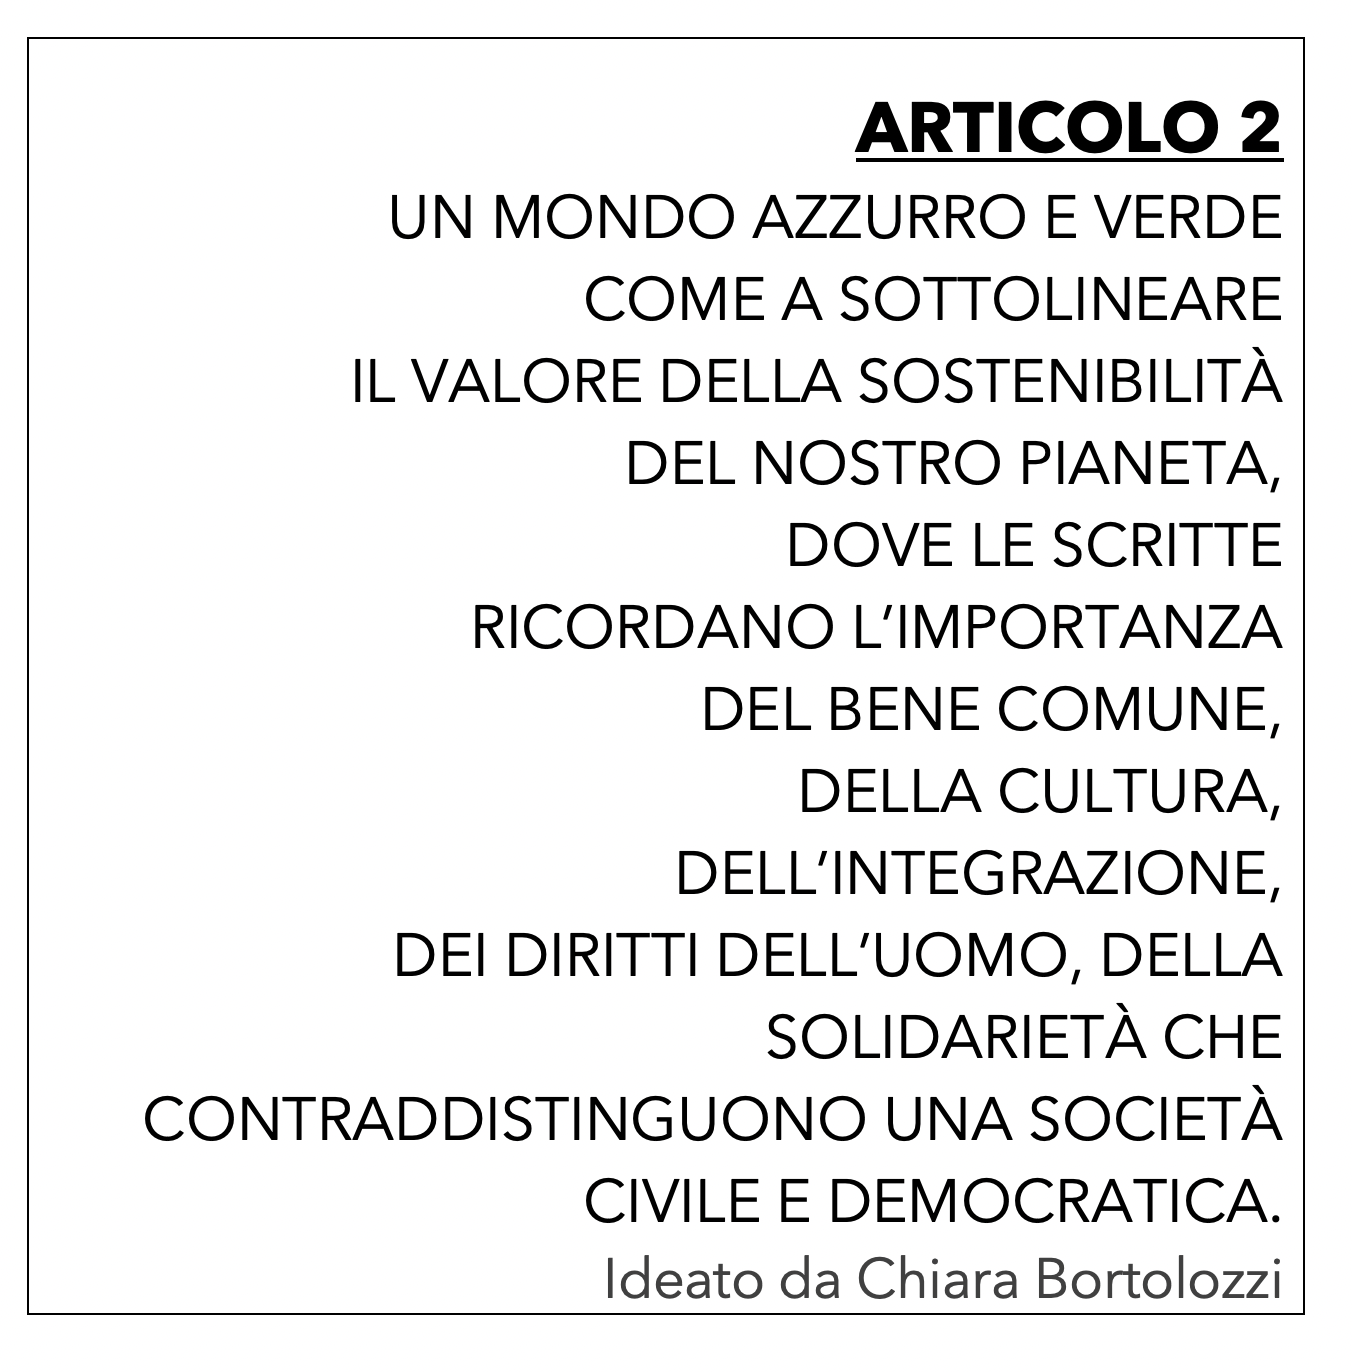 ARTICOLO 2
UN MONDO AZZURRO E VERDE
COME A SOTTOLINEARE
IL VALORE DELLA SOSTENIBILITÀ
DEL NOSTRO PIANETA,
DOVE LE SCRITTE
RICORDANO L’IMPORTANZA
DEL BENE COMUNE,
DELLA CULTURA,
DELL’INTEGRAZIONE,
DEI DIRITTI DELL’UOMO, DELLA
SOLIDARIETÀ CHE
CONTRADDISTINGUONO UNA SOCIETÀ
CIVILE E DEMOCRATICA.
Ideato da Chiara Bortolozzi